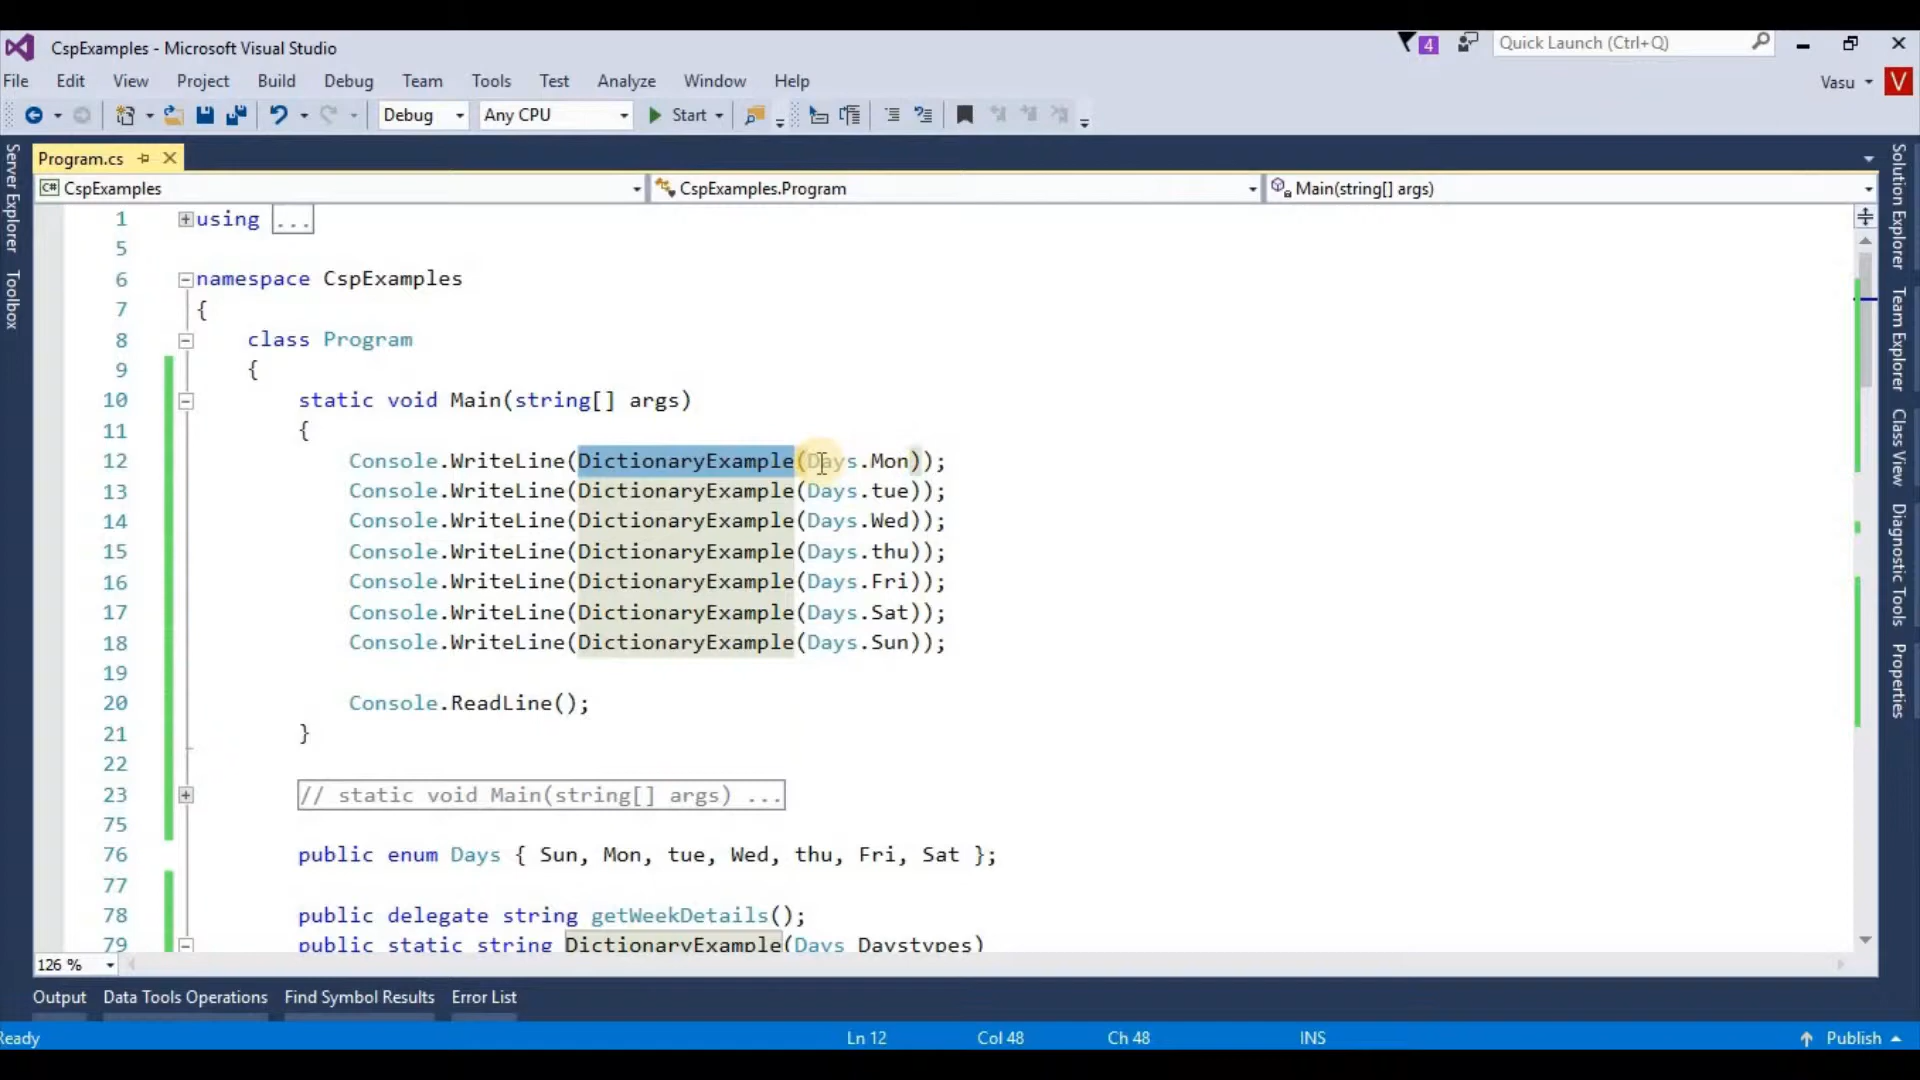 CspExamples - Microsoft Visual Studio
4
Quick Launch (Ctrl+Q)
File Edit View Project Build Debug Team Tools Test Analyze Window Help
Vasu V
Debug Any CPU Start
Program.cs
C# CspExamples CspExamples.Program Main(string[] args)
Server Explorer
Toolbox
1 using ...
5
6 namespace CspExamples
7 {
8 class Program
9 {
10 static void Main(string[] args)
11 {
12 Console.WriteLine(DictionaryExample(Days.Mon));
13 Console.WriteLine(DictionaryExample(Days.tue));
14 Console.WriteLine(DictionaryExample(Days.Wed));
15 Console.WriteLine(DictionaryExample(Days.thu));
16 Console.WriteLine(DictionaryExample(Days.Fri));
17 Console.WriteLine(DictionaryExample(Days.Sat));
18 Console.WriteLine(DictionaryExample(Days.Sun));
19
20 Console.ReadLine();
21 }
22
23 // static void Main(string[] args) ...
75
76 public enum Days { Sun, Mon, tue, Wed, thu, Fri, Sat };
77
78 public delegate string getWeekDetails();
79 public static string DictionaryExample(Days Daystypes)
Solution Explorer
Team Explorer
Class View
Diagnostic Tools
Properties
126 %
Output Data Tools Operations Find Symbol Results Error List
Ready Ln 12 Col 48 Ch 48 INS Publish